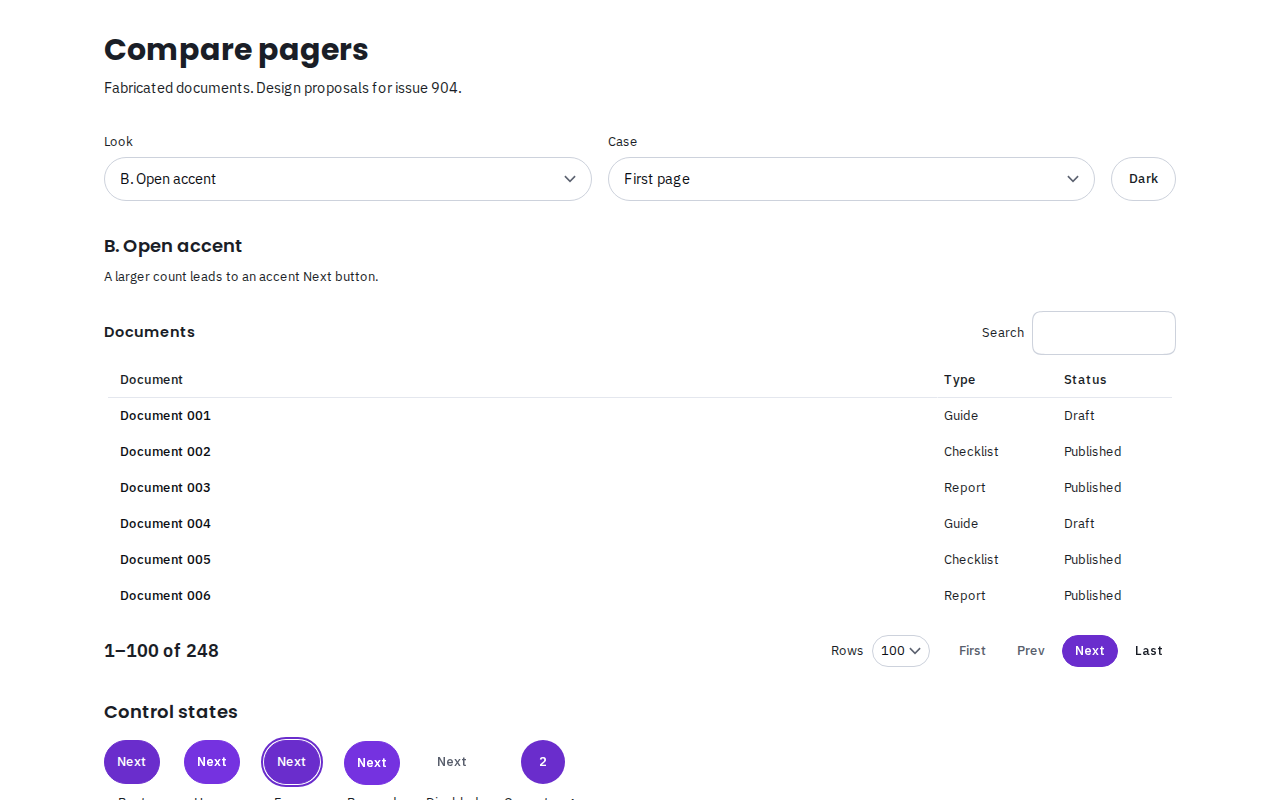 Compare pagers
Fabricated documents. Design proposals for issue 904.
Look Case
B. Open accent First page Dark
B. Open accent
A larger count leads to an accent Next button.
Documents Search
Document Type Status
Document 001 Guide Draft
Document 002 Checklist Published
Document 003 Report Published
Document 004 Guide Draft
Document 005 Checklist Published
Document 006 Report Published
1–100 of 248 Rows 100 First Prev Next Last
Control states
Next Next Next Next Next 2